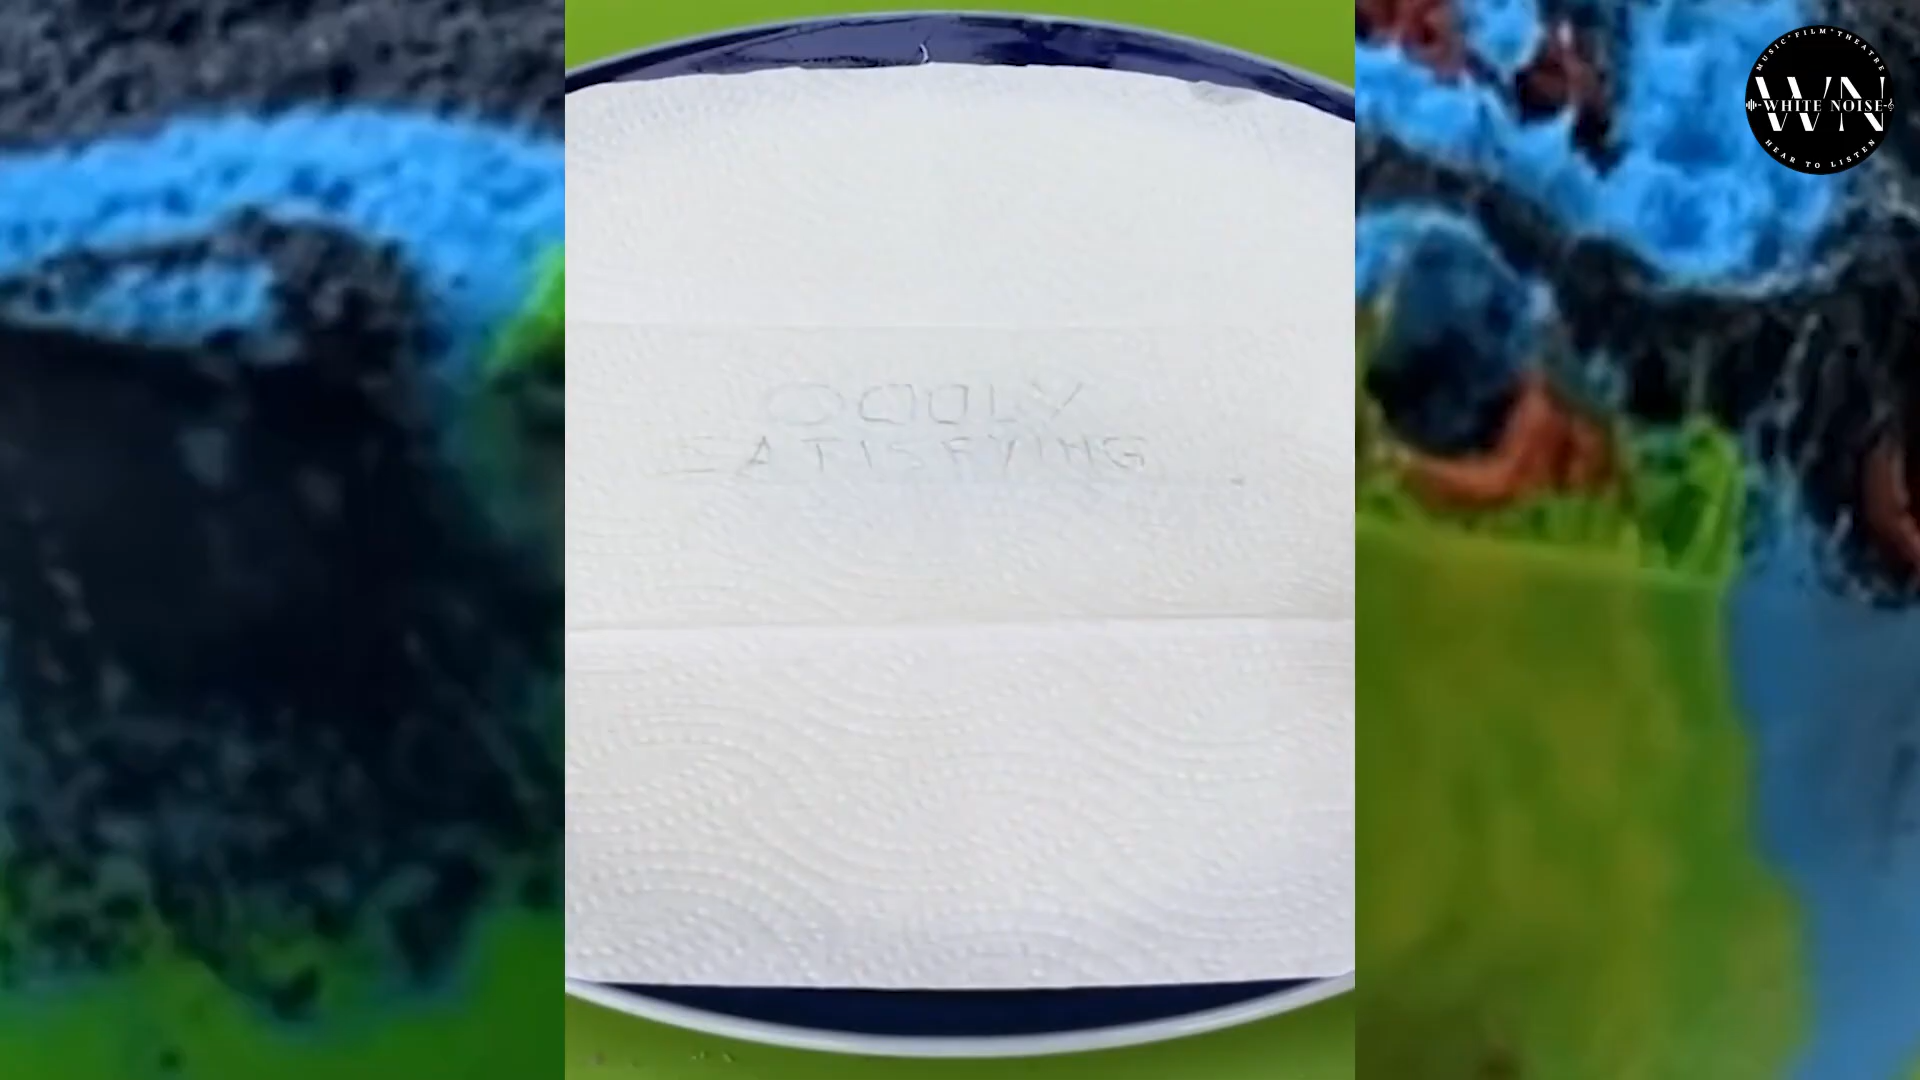 MUSIC*FILM*THEATRE
WN
WHITE NOISE
HEAR TO LISTEN
ODDLY
SATISFYING